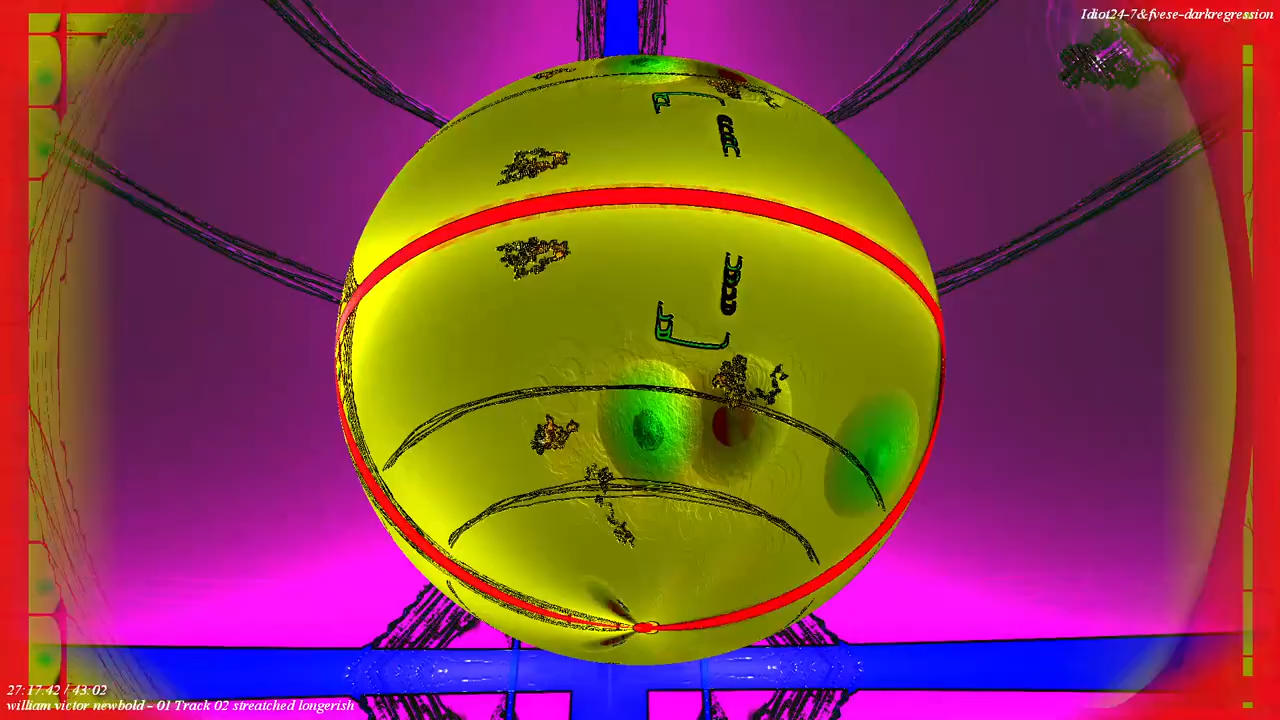 Idiot24-7&fvese-darkregression
27:17.42 / 43:02
william victor newbold - 01 Track 02 streatched longerish